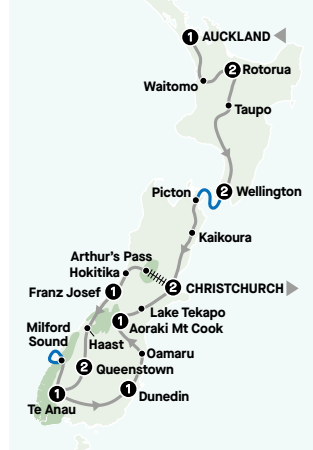 1 AUCKLAND
Waitomo
2 Rotorua
Taupo
Picton
2 Wellington
Kaikoura
Arthur's Pass
Hokitika
Franz Josef 1
2 CHRISTCHURCH
Lake Tekapo
1 Aoraki Mt Cook
Milford
Sound
Haast
Oamaru
2 Queenstown
1
Te Anau
1 Dunedin